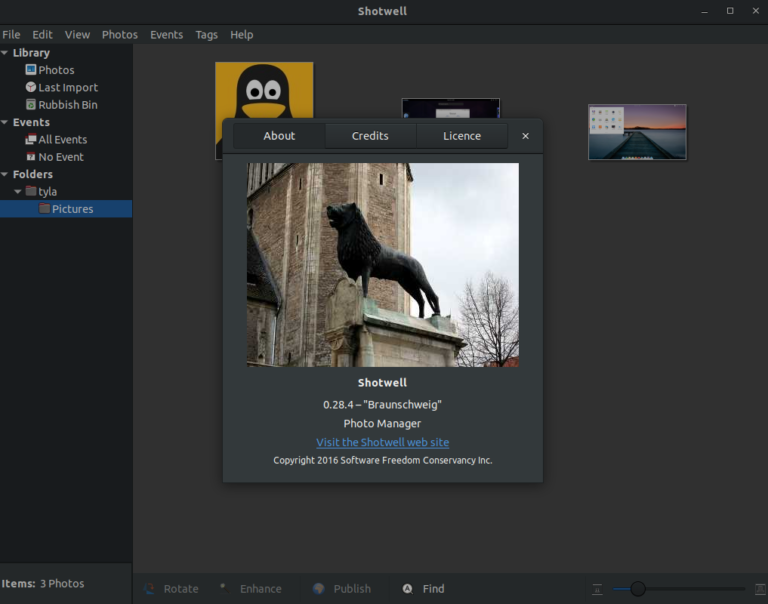 Shotwell
File Edit View Photos Events Tags Help
Library
Photos
Last Import
Rubbish Bin
Events
All Events
No Event
Folders
tyla
Pictures
About Credits Licence
Shotwell
0.28.4 – "Braunschweig"
Photo Manager
Visit the Shotwell web site
Copyright 2016 Software Freedom Conservancy Inc.
Items: 3 Photos
Rotate Enhance Publish Find